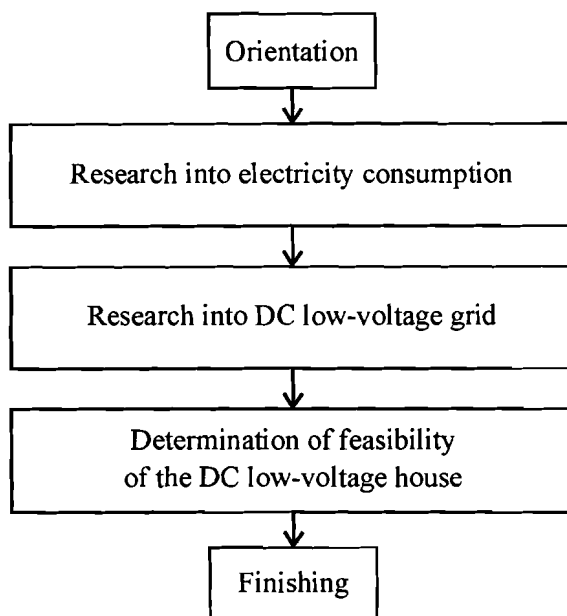 Orientation
Research into electricity consumption
Research into DC low-voltage grid
Determination of feasibility
of the DC low-voltage house
Finishing